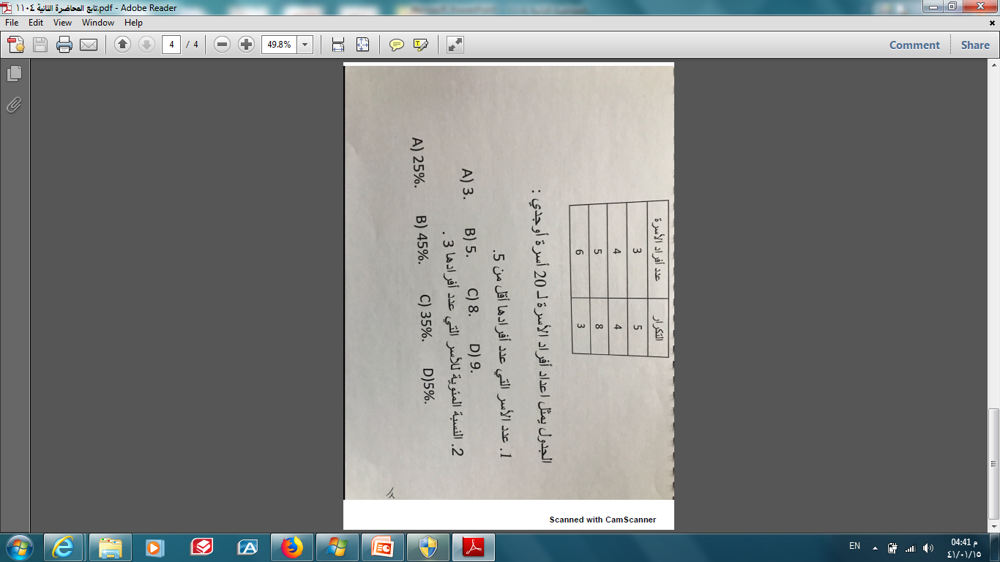 تابع المحاضرة الثانية ١١٠٤.pdf - Adobe Reader
File Edit View Window Help
4 / 4 49.8% Comment Share
عدد أفراد الأسرة التكرار
3 5
4 4
5 8
6 3
الجدول يمثل اعداد أفراد الأسرة لـ 20 أسرة أوجدي :
1. عدد الأسر التي عدد أفرادها أقل من 5.
A) 3. B) 5. C) 8. D) 9.
2. النسبة المئوية للأسر التي عدد أفرادها 3 .
A) 25%. B) 45%. C) 35%. D)5%.
Scanned with CamScanner
EN
04:41 م
٤١/٠١/١٥